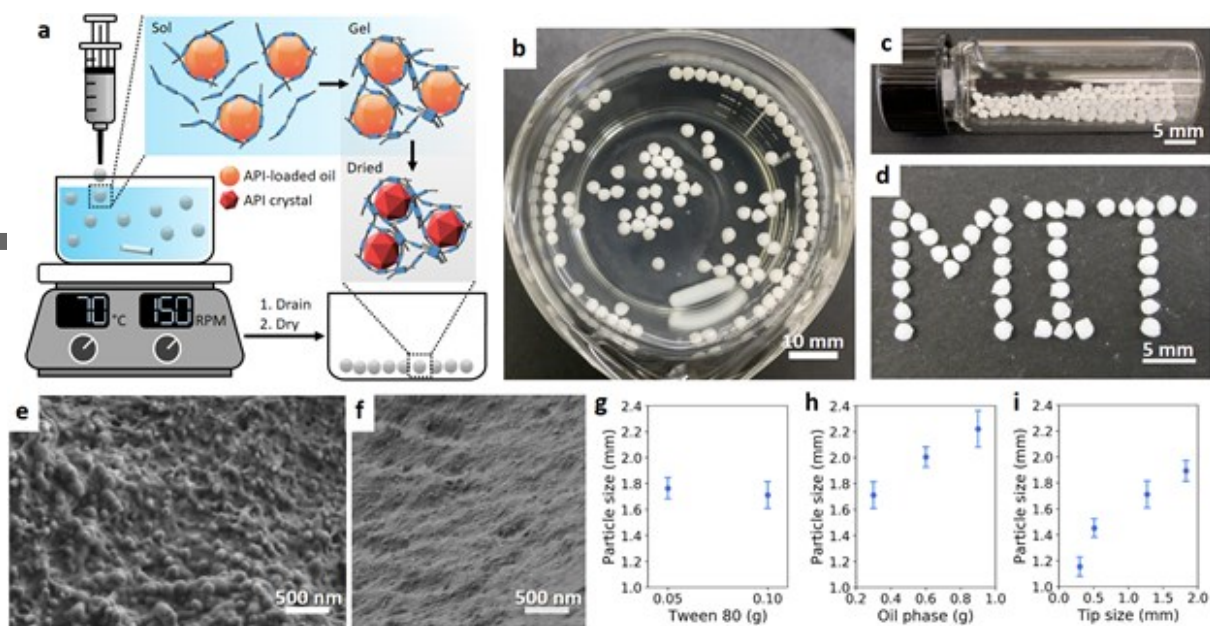 a
Sol
Gel
API-loaded oil
API crystal
Dried
70 °C
150 RPM
1. Drain
2. Dry
b
10 mm
c
5 mm
d
MIT
5 mm
e
500 nm
f
500 nm
g
Particle size (mm)
2.4
2.2
2.0
1.8
1.6
1.4
1.2
1.0
0.05
0.10
Tween 80 (g)
h
Particle size (mm)
2.4
2.2
2.0
1.8
1.6
1.4
1.2
1.0
0.2
0.4
0.6
0.8
1.0
Oil phase (g)
i
Particle size (mm)
2.4
2.2
2.0
1.8
1.6
1.4
1.2
1.0
0.0
0.5
1.0
1.5
2.0
Tip size (mm)